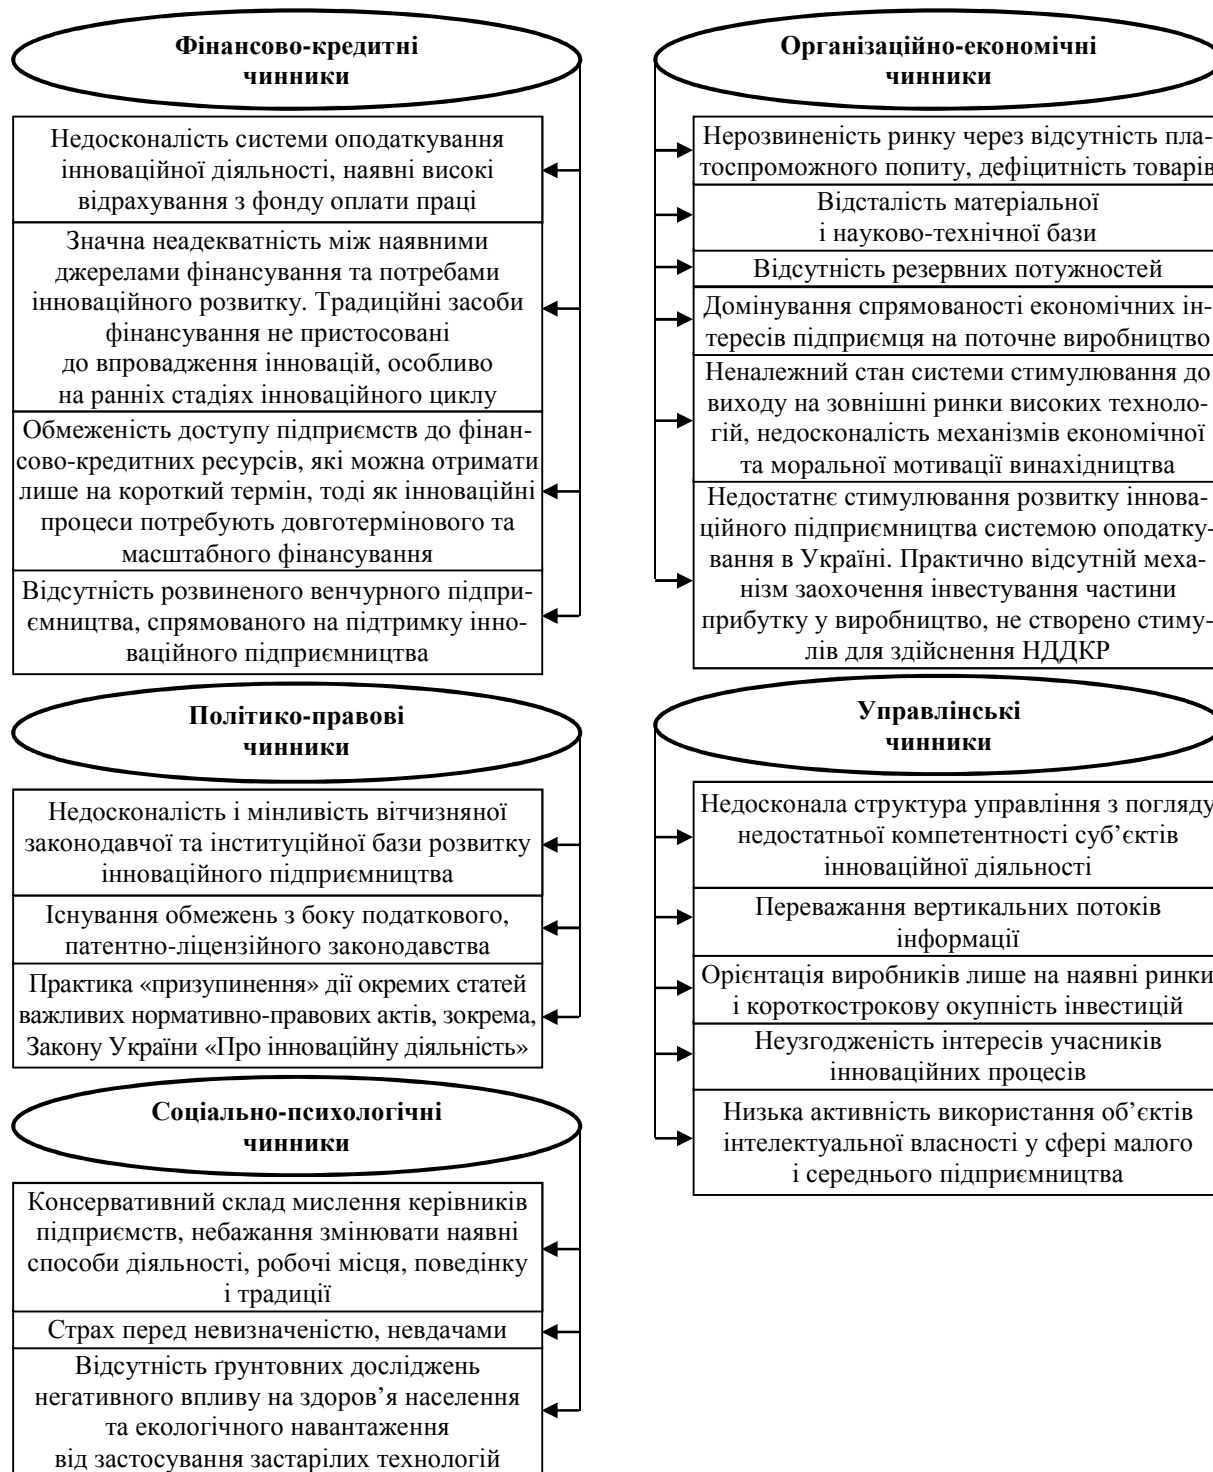 Фінансово-кредитні
чинники
Недосконалість системи оподаткування
інноваційної діяльності, наявні високі
відрахування з фонду оплати праці
Значна неадекватність між наявними
джерелами фінансування та потребами
інноваційного розвитку. Традиційні засоби
фінансування не пристосовані
до впровадження інновацій, особливо
на ранніх стадіях інноваційного циклу
Обмеженість доступу підприємств до фінан-
сово-кредитних ресурсів, які можна отримати
лише на короткий термін, тоді як інноваційні
процеси потребують довготермінового та
масштабного фінансування
Відсутність розвиненого венчурного підпри-
ємництва, спрямованого на підтримку інно-
ваційного підприємництва
Організаційно-економічні
чинники
Нерозвиненість ринку через відсутність пла-
тоспроможного попиту, дефіцитність товарів
Відсталість матеріальної
і науково-технічної бази
Відсутність резервних потужностей
Домінування спрямованості економічних ін-
тересів підприємця на поточне виробництво
Неналежний стан системи стимулювання до
виходу на зовнішні ринки високих техноло-
гій, недосконалість механізмів економічної
та моральної мотивації винахідництва
Недостатнє стимулювання розвитку іннова-
ційного підприємництва системою оподатку-
вання в Україні. Практично відсутній меха-
нізм заохочення інвестування частини
прибутку у виробництво, не створено стиму-
лів для здійснення НДДКР
Політико-правові
чинники
Недосконалість і мінливість вітчизняної
законодавчої та інституційної бази розвитку
інноваційного підприємництва
Існування обмежень з боку податкового,
патентно-ліцензійного законодавства
Практика «призупинення» дії окремих статей
важливих нормативно-правових актів, зокрема,
Закону України «Про інноваційну діяльність»
Управлінські
чинники
Недосконала структура управління з погляду
недостатньої компетентності суб’єктів
інноваційної діяльності
Переважання вертикальних потоків
інформації
Орієнтація виробників лише на наявні ринки
і короткострокову окупність інвестицій
Неузгодженість інтересів учасників
інноваційних процесів
Низька активність використання об’єктів
інтелектуальної власності у сфері малого
і середнього підприємництва
Соціально-психологічні
чинники
Консервативний склад мислення керівників
підприємств, небажання змінювати наявні
способи діяльності, робочі місця, поведінку
і традиції
Страх перед невизначеністю, невдачами
Відсутність ґрунтовних досліджень
негативного впливу на здоров’я населення
та екологічного навантаження
від застосування застарілих технологій